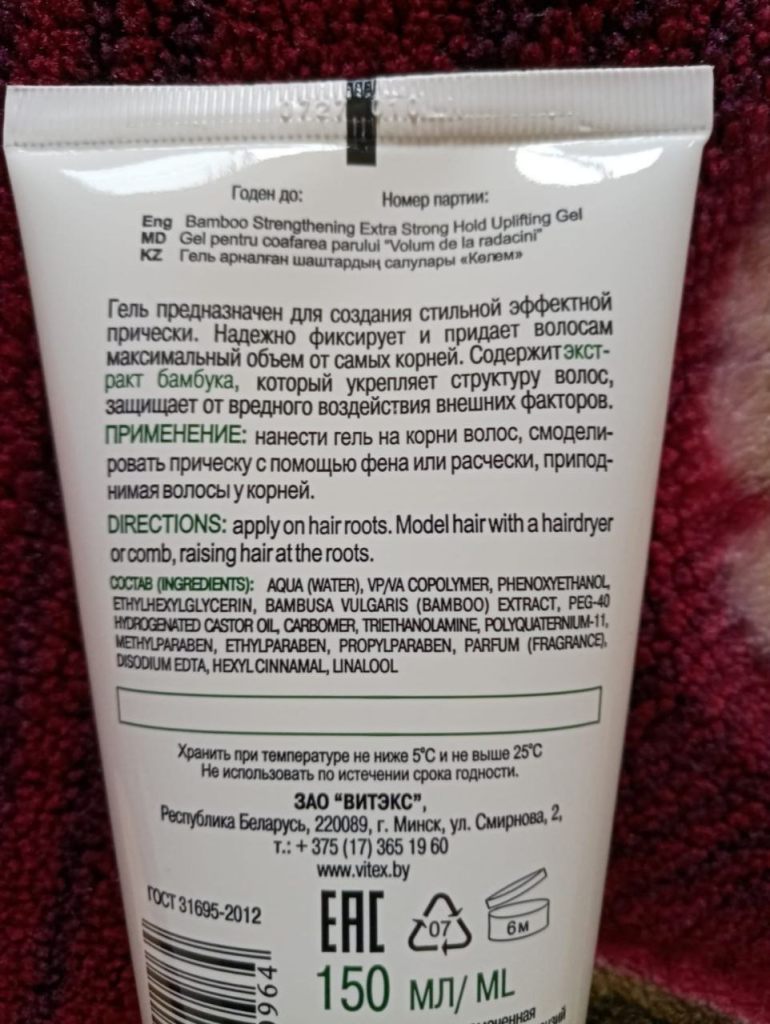 Годен до: Номер партии:
Eng Bamboo Strengthening Extra Strong Hold Uplifting Gel
MD Gel pentru coafarea parului "Volum de la radacini"
KZ Гель арналған шаштардың салулары «Көлем»
Гель предназначен для создания стильной эффектной
прически. Надежно фиксирует и придает волосам
максимальный объем от самых корней. Содержит экст-
ракт бамбука, который укрепляет структуру волос,
защищает от вредного воздействия внешних факторов.
ПРИМЕНЕНИЕ: нанести гель на корни волос, смодели-
ровать прическу с помощью фена или расчески, припод-
нимая волосы у корней.
DIRECTIONS: apply on hair roots. Model hair with a hairdryer
or comb, raising hair at the roots.
СОСТАВ (INGREDIENTS): AQUA (WATER), VP/VA COPOLYMER, PHENOXYETHANOL,
ETHYLHEXYLGLYCERIN, BAMBUSA VULGARIS (BAMBOO) EXTRACT, PEG-40
HYDROGENATED CASTOR OIL, CARBOMER, TRIETHANOLAMINE, POLYQUATERNIUM-11,
METHYLPARABEN, ETHYLPARABEN, PROPYLPARABEN, PARFUM (FRAGRANCE),
DISODIUM EDTA, HEXYL CINNAMAL, LINALOOL
Хранить при температуре не ниже 5°С и не выше 25°С
Не использовать по истечении срока годности.
ЗАО "ВИТЭКС",
Республика Беларусь, 220089, г. Минск, ул. Смирнова, 2,
т.: + 375 (17) 365 19 60
www.vitex.by
ГОСТ 31695-2012
EAC
07
6 м
150 МЛ/ ML
0964